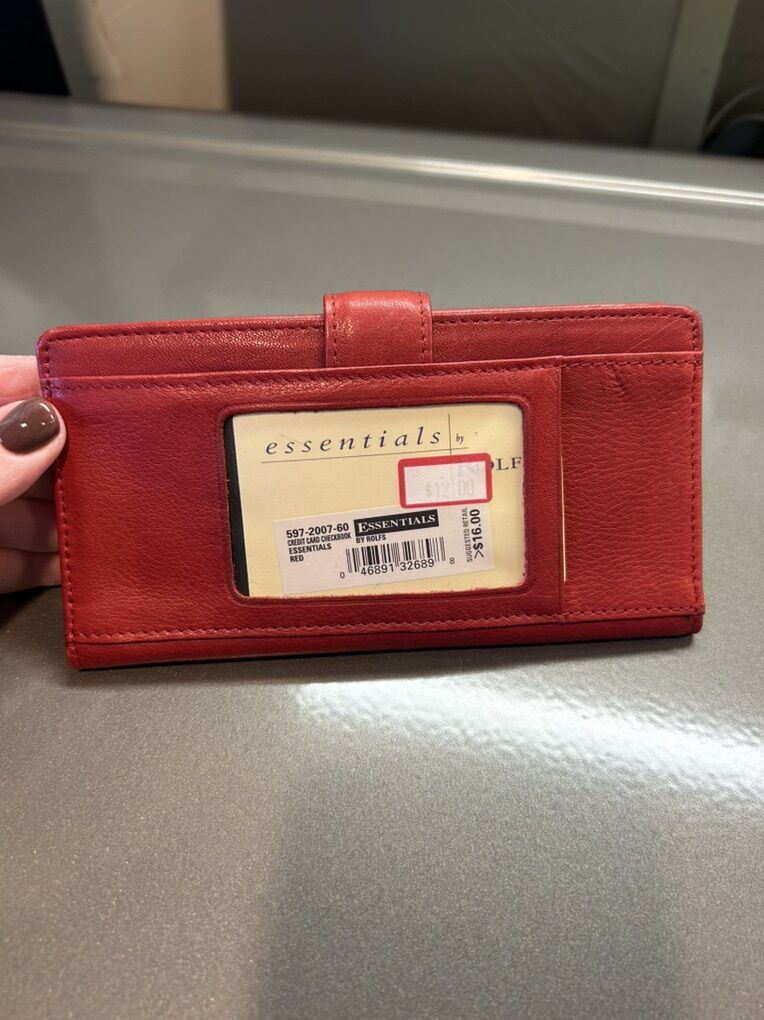 essentials by
OLF
$12.00
597-2007-60 ESSENTIALS
CREDIT CARD CHECKBOOK BY ROLFS
ESSENTIALS
RED
0 46891 32689 8
SUGGESTED RETAIL
>$16.00